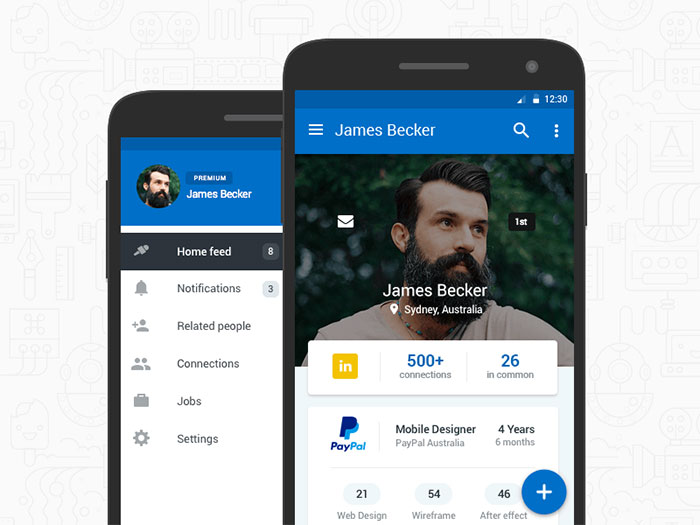 PREMIUM
James Becker
Home feed 8
Notifications 3
Related people
Connections
Jobs
Settings
12:30
James Becker
1st
James Becker
Sydney, Australia
in 500+ 26
connections in common
Mobile Designer 4 Years
PayPal PayPal Australia 6 months
21 54 46
Web Design Wireframe After effect